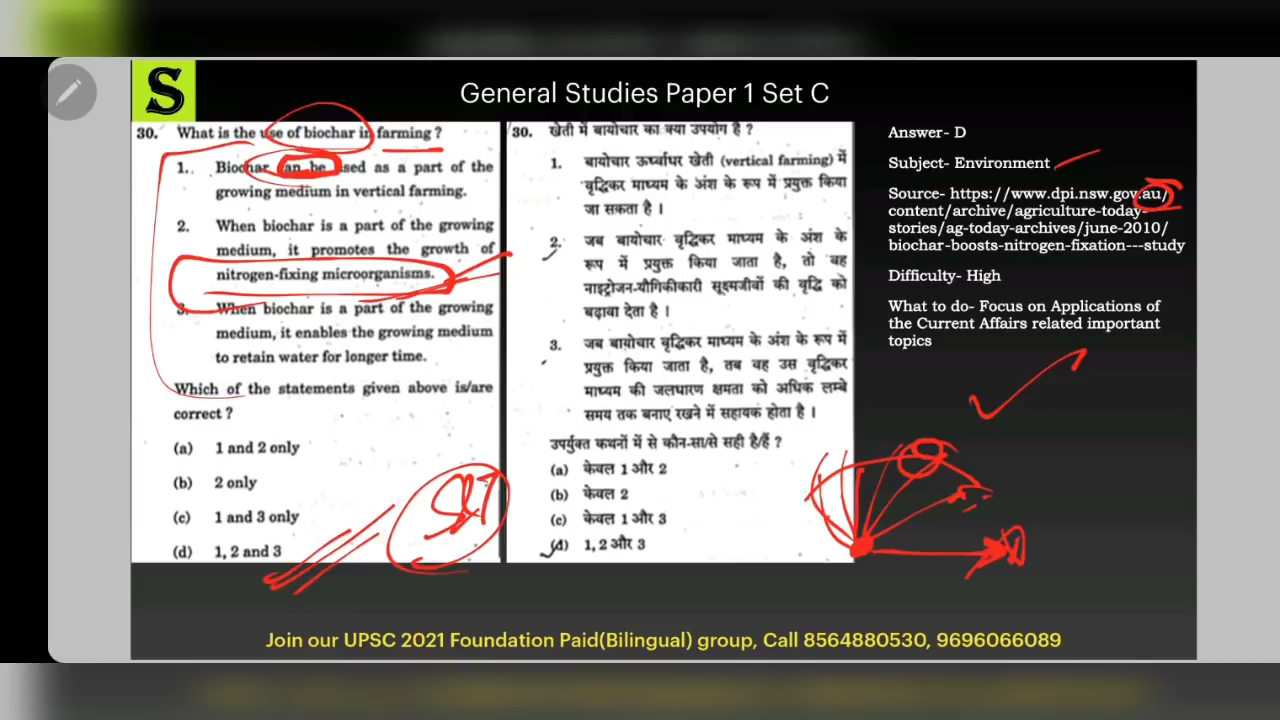 S
General Studies Paper 1 Set C
30. What is the use of biochar in farming ?
1. Biochar can be used as a part of the
growing medium in vertical farming.
2. When biochar is a part of the growing
medium, it promotes the growth of
nitrogen-fixing microorganisms.
3. When biochar is a part of the growing
medium, it enables the growing medium
to retain water for longer time.
Which of the statements given above is/are
correct ?
(a) 1 and 2 only
(b) 2 only
(c) 1 and 3 only
(d) 1, 2 and 3
S&T
30. खेती में बायोचार का क्या उपयोग है ?
1. बायोचार ऊर्ध्वाधर खेती (vertical farming) में
वृद्धिकर माध्यम के अंश के रूप में प्रयुक्त किया
जा सकता है ।
2. जब बायोचार वृद्धिकर माध्यम के अंश के
रूप में प्रयुक्त किया जाता है, तो वह
नाइट्रोजन-यौगिकीकारी सूक्ष्मजीवों की वृद्धि को
बढ़ावा देता है ।
3. जब बायोचार वृद्धिकर माध्यम के अंश के रूप में
प्रयुक्त किया जाता है, तब वह उस वृद्धिकर
माध्यम की जलधारण क्षमता को अधिक लम्बे
समय तक बनाए रखने में सहायक होता है ।
उपर्युक्त कथनों में से कौन-सा/से सही है/हैं ?
(a) केवल 1 और 2
(b) केवल 2
(c) केवल 1 और 3
(d) 1, 2 और 3
Answer- D
Subject- Environment
Source- https://www.dpi.nsw.gov.au/
content/archive/agriculture-today-
stories/ag-today-archives/june-2010/
biochar-boosts-nitrogen-fixation---study
Difficulty- High
What to do- Focus on Applications of
the Current Affairs related important
topics
Join our UPSC 2021 Foundation Paid(Bilingual) group, Call 8564880530, 9696066089